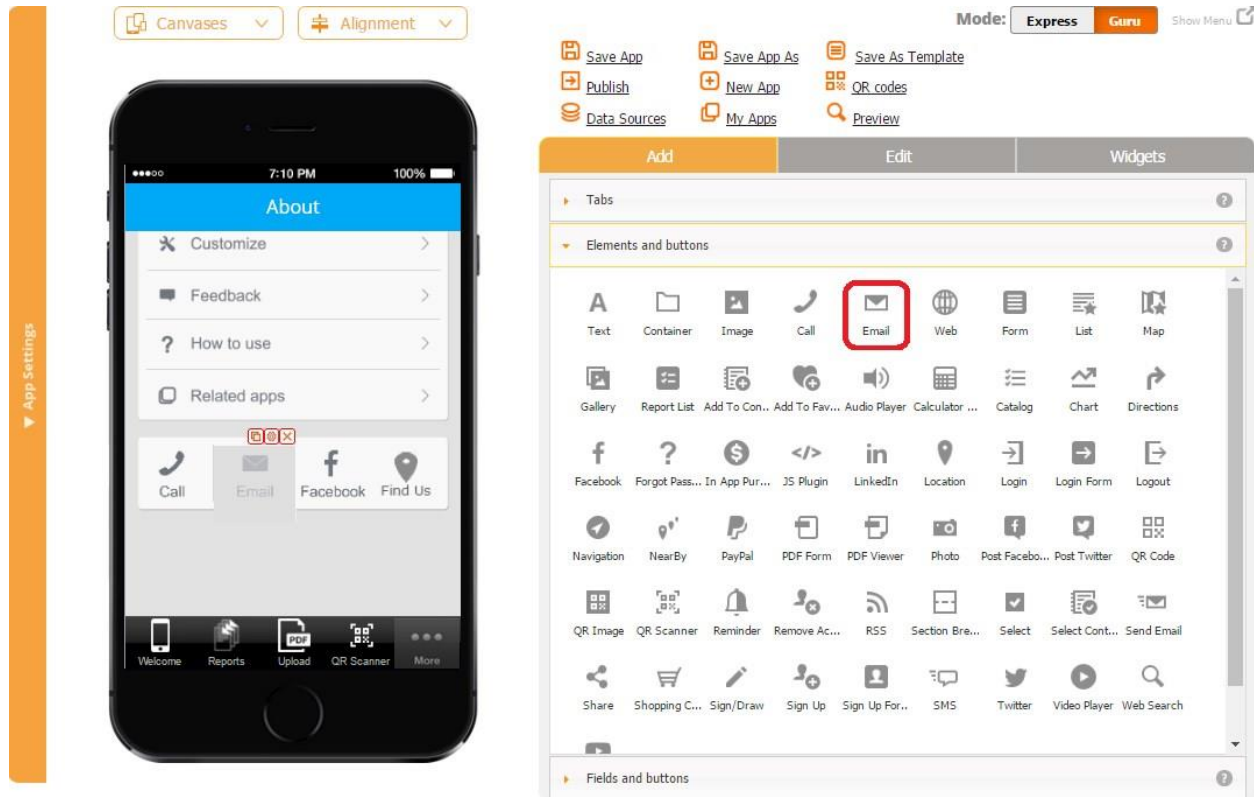 Canvases
Alignment
Mode: Express Guru Show Menu
Save App Save App As Save As Template
Publish New App QR codes
Data Sources My Apps Preview
Add Edit Widgets
Tabs
Elements and buttons
Text Container Image Call Email Web Form List Map
Gallery Report List Add To Con... Add To Fav... Audio Player Calculator ... Catalog Chart Directions
Facebook Forgot Pass... In App Pur... JS Plugin LinkedIn Location Login Login Form Logout
Navigation NearBy PayPal PDF Form PDF Viewer Photo Post Facebo... Post Twitter QR Code
QR Image QR Scanner Reminder Remove Ac... RSS Section Bre... Select Select Cont... Send Email
Share Shopping C... Sign/Draw Sign Up Sign Up For.. SMS Twitter Video Player Web Search
Fields and buttons
App Settings
7:10 PM 100%
About
Customize
Feedback
How to use
Related apps
Call Email Facebook Find Us
PDF
Welcome Reports Upload QR Scanner More